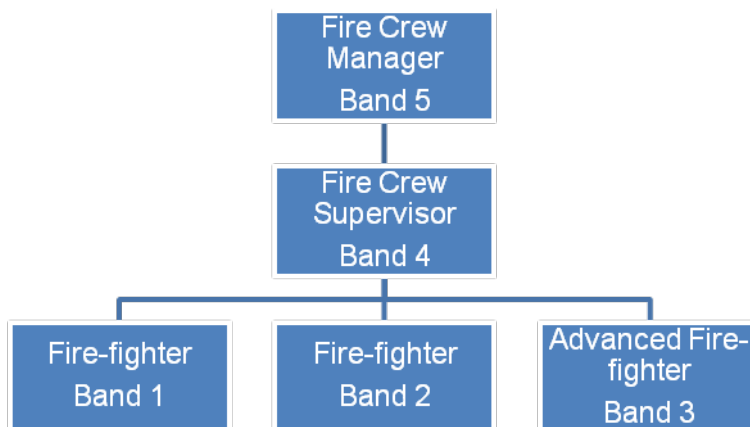 Fire Crew
Manager
Band 5
Fire Crew
Supervisor
Band 4
Fire-fighter
Band 1
Fire-fighter
Band 2
Advanced Fire-
fighter
Band 3